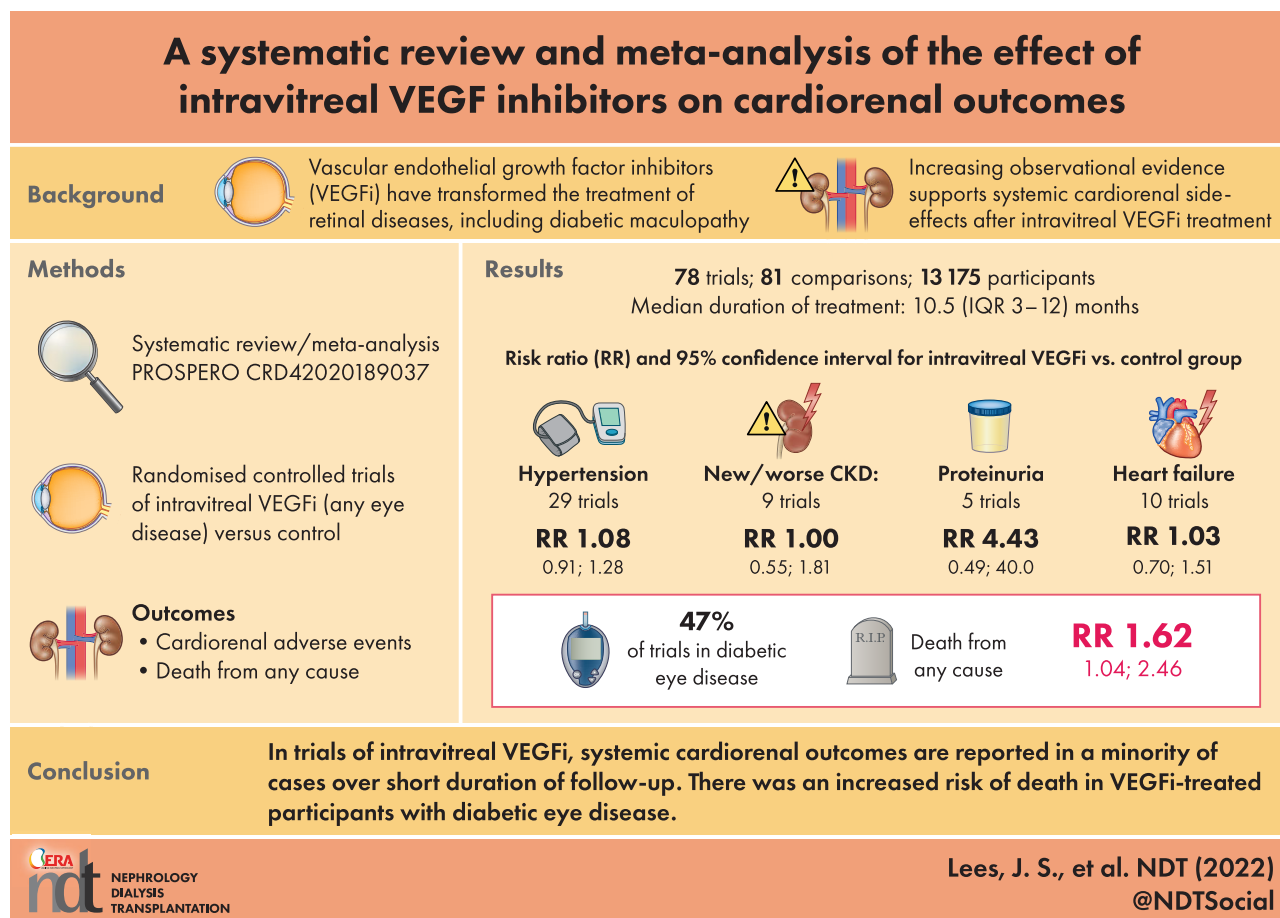 A systematic review and meta-analysis of the effect of
intravitreal VEGF inhibitors on cardiorenal outcomes
Background
Vascular endothelial growth factor inhibitors
(VEGFi) have transformed the treatment of
retinal diseases, including diabetic maculopathy
Increasing observational evidence
supports systemic cardiorenal side-
effects after intravitreal VEGFi treatment
Methods
Systematic review/meta-analysis
PROSPERO CRD42020189037
Randomised controlled trials
of intravitreal VEGFi (any eye
disease) versus control
Outcomes
• Cardiorenal adverse events
• Death from any cause
Results
78 trials; 81 comparisons; 13 175 participants
Median duration of treatment: 10.5 (IQR 3–12) months
Risk ratio (RR) and 95% confidence interval for intravitreal VEGFi vs. control group
Hypertension
29 trials
RR 1.08
0.91; 1.28
New/worse CKD:
9 trials
RR 1.00
0.55; 1.81
Proteinuria
5 trials
RR 4.43
0.49; 40.0
Heart failure
10 trials
RR 1.03
0.70; 1.51
47%
of trials in diabetic
eye disease
R.I.P.
Death from
any cause
RR 1.62
1.04; 2.46
Conclusion
In trials of intravitreal VEGFi, systemic cardiorenal outcomes are reported in a minority of
cases over short duration of follow-up. There was an increased risk of death in VEGFi-treated
participants with diabetic eye disease.
ERA
ndt
NEPHROLOGY
DIALYSIS
TRANSPLANTATION
Lees, J. S., et al. NDT (2022)
@NDTSocial